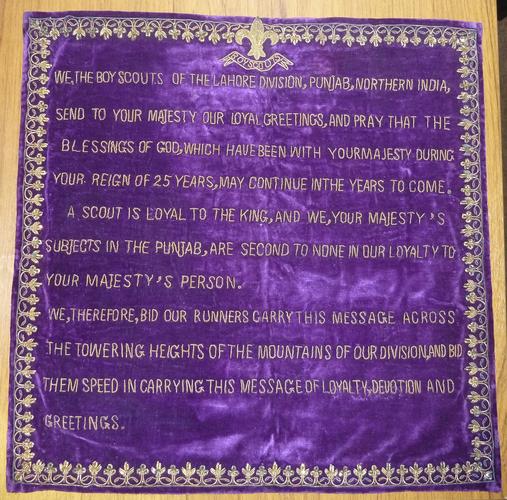 BOY SCOUTS
WE, THE BOY SCOUTS OF THE LAHORE DIVISION, PUNJAB, NORTHERN INDIA,
SEND TO YOUR MAJESTY OUR LOYAL GREETINGS, AND PRAY THAT THE
BLESSINGS OF GOD, WHICH HAVE BEEN WITH YOUR MAJESTY DURING
YOUR REIGN OF 25 YEARS, MAY CONTINUE IN THE YEARS TO COME.
A SCOUT IS LOYAL TO THE KING, AND WE, YOUR MAJESTY'S
SUBJECTS IN THE PUNJAB, ARE SECOND TO NONE IN OUR LOYALTY TO
YOUR MAJESTY'S PERSON.
WE, THEREFORE, BID OUR RUNNERS CARRY THIS MESSAGE ACROSS
THE TOWERING HEIGHTS OF THE MOUNTAINS OF OUR DIVISION, AND BID
THEM SPEED IN CARRYING THIS MESSAGE OF LOYALTY, DEVOTION AND
GREETINGS.